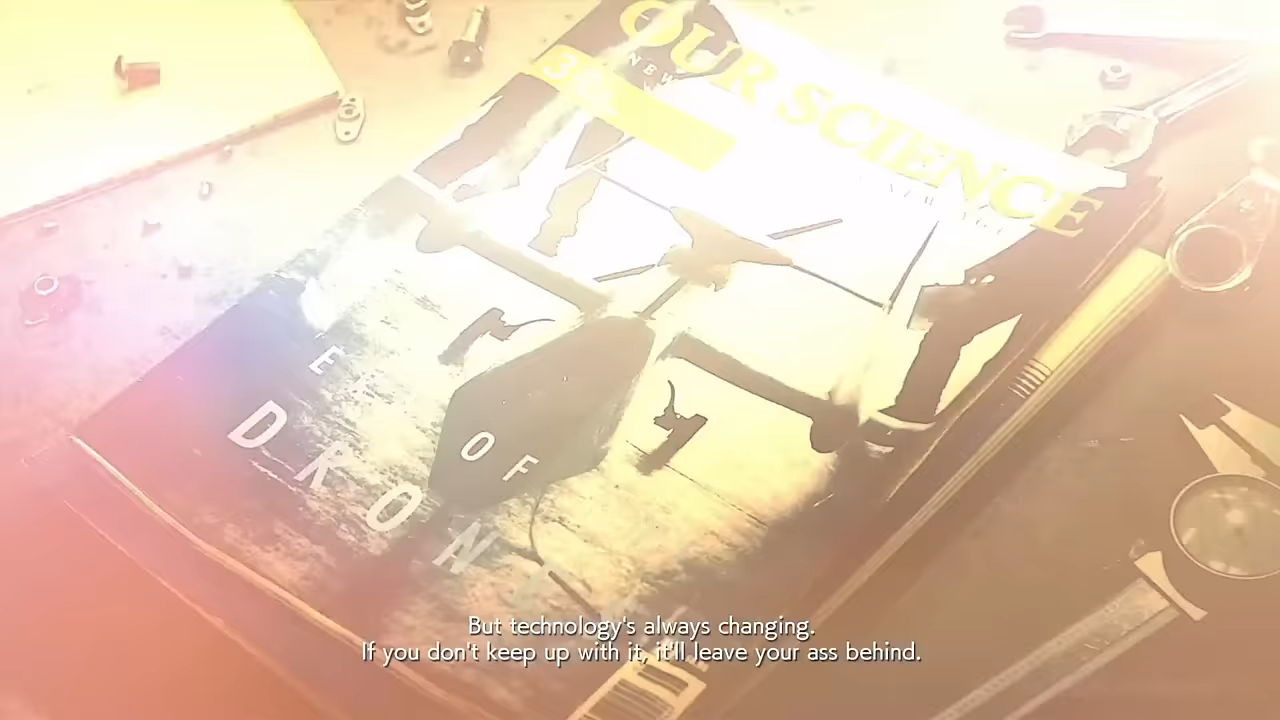 OUR SCIENCE
NEW
OF
DRON
But technology's always changing.
If you don't keep up with it, it'll leave your ass behind.